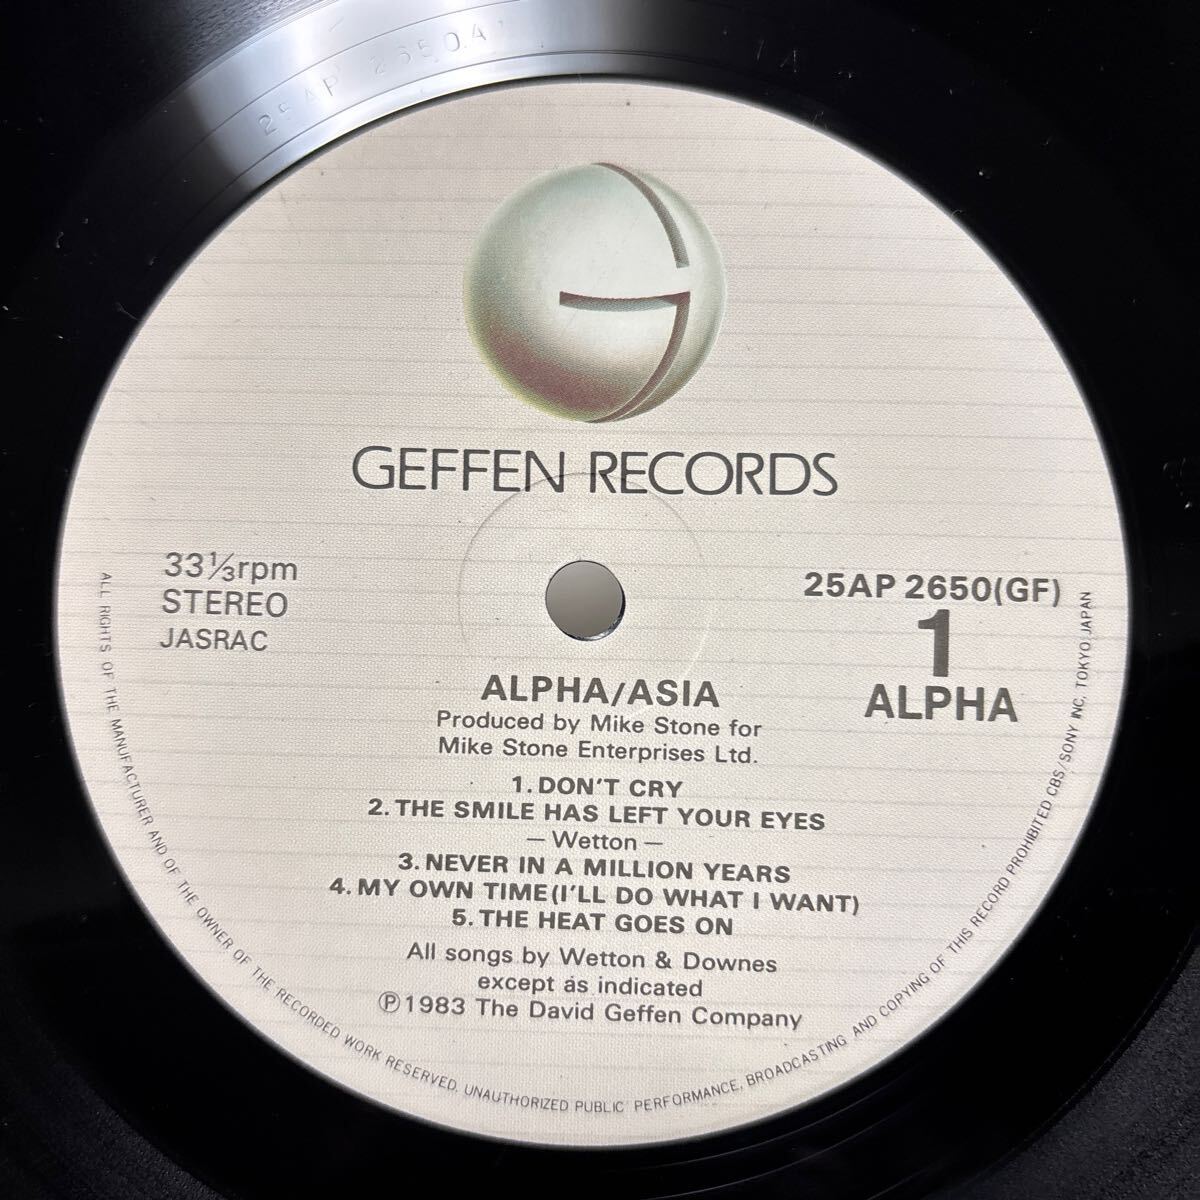 25AP 2650A1
1A
GEFFEN RECORDS
33⅓rpm
STEREO
JASRAC
25AP 2650(GF)
1
ALPHA
ALPHA/ASIA
Produced by Mike Stone for
Mike Stone Enterprises Ltd.
1. DON'T CRY
2. THE SMILE HAS LEFT YOUR EYES
— Wetton —
3. NEVER IN A MILLION YEARS
4. MY OWN TIME (I'LL DO WHAT I WANT)
5. THE HEAT GOES ON
All songs by Wetton & Downes
except as indicated
Ⓟ1983 The David Geffen Company
ALL RIGHTS OF THE MANUFACTURER AND OF THE OWNER OF THE RECORDED WORK RESERVED. UNAUTHORIZED PUBLIC PERFORMANCE, BROADCASTING AND COPYING OF THIS RECORD PROHIBITED CBS/SONY INC. TOKYO JAPAN